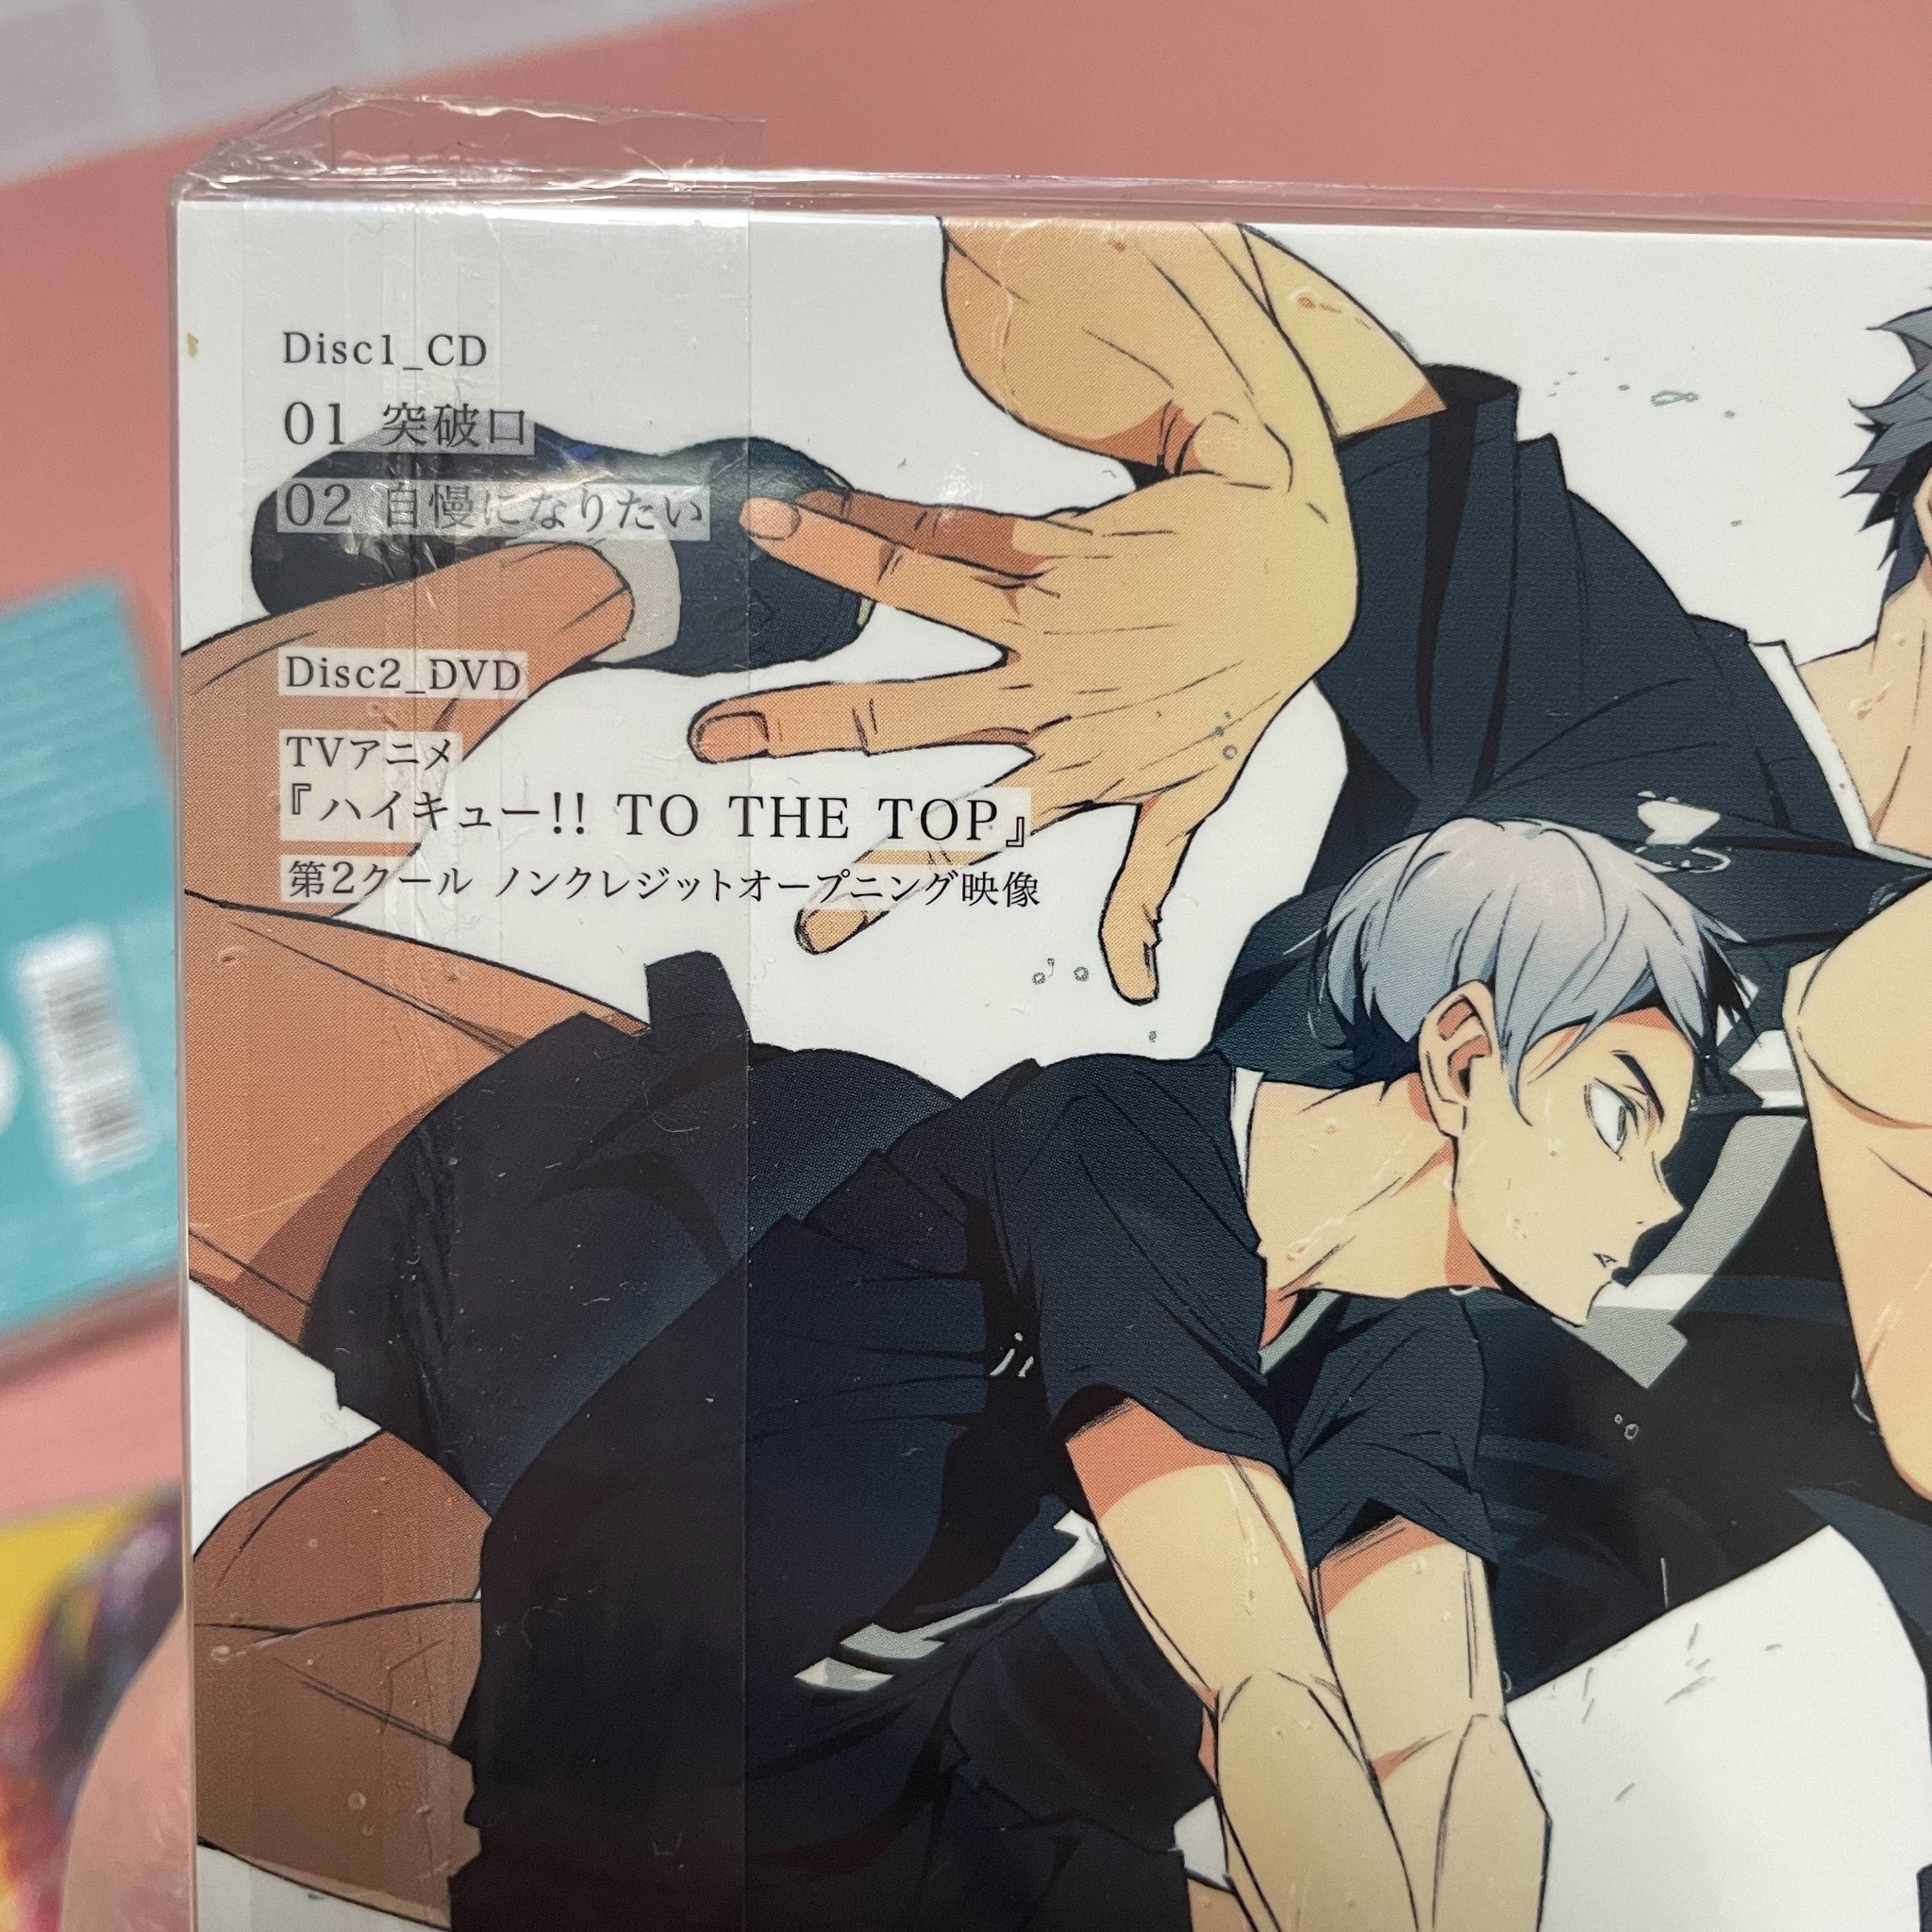 Disc1_CD
01 突破口
02 自慢になりたい
Disc2_DVD
TVアニメ
『ハイキュー!! TO THE TOP』
第2クール ノンクレジットオープニング映像